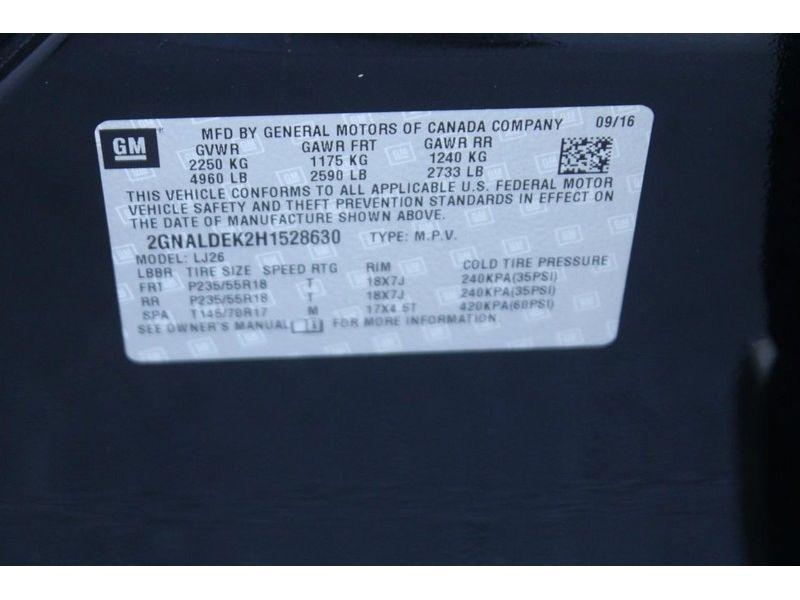 GM
MFD BY GENERAL MOTORS OF CANADA COMPANY 09/16
GVWR GAWR FRT GAWR RR
2250 KG 1175 KG 1240 KG
4960 LB 2590 LB 2733 LB
THIS VEHICLE CONFORMS TO ALL APPLICABLE U.S. FEDERAL MOTOR
VEHICLE SAFETY AND THEFT PREVENTION STANDARDS IN EFFECT ON
THE DATE OF MANUFACTURE SHOWN ABOVE.
2GNALDEK2H1528630 TYPE: M.P.V.
MODEL: LJ26
LBBR TIRE SIZE SPEED RTG RIM COLD TIRE PRESSURE
FRT P235/55R18 T 18X7J 240KPA(35PSI)
RR P235/55R18 T 18X7J 240KPA(35PSI)
SPA T145/70R17 M 17X4.5T 420KPA(60PSI)
SEE OWNER'S MANUAL FOR MORE INFORMATION.